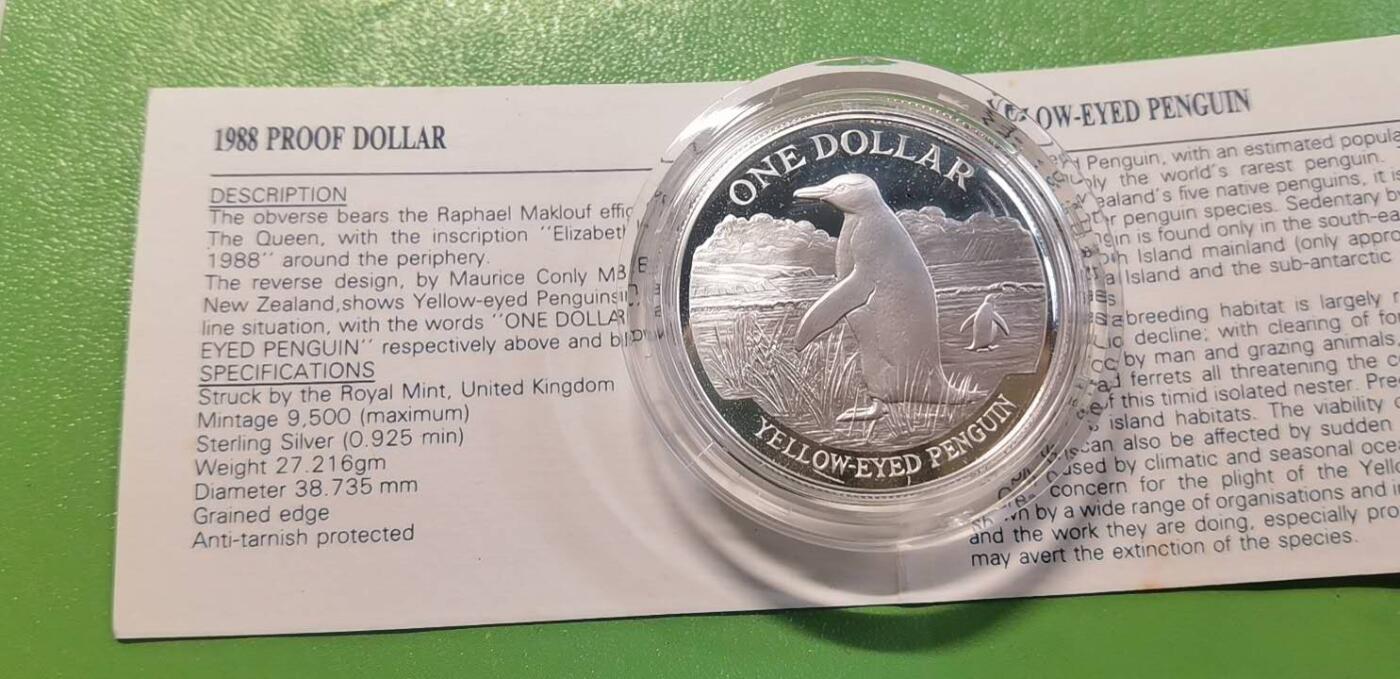 1988 PROOF DOLLAR
DESCRIPTION
The obverse bears the Raphael Maklouf
The Queen, with the inscription "Elizabeth
1988" around the periphery.
The reverse design, by Maurice Conly
New Zealand,shows Yellow-eyed Penguins
line situation, with the words "ONE DOLLAR
EYED PENGUIN" respectively above and
SPECIFICATIONS
Struck by the Royal Mint, United Kingdom
Mintage 9,500 (maximum)
Sterling Silver (0.925 min)
Weight 27.216gm
Diameter 38.735 mm
Grained edge
Anti-tarnish protected
ONE DOLLAR
YELLOW-EYED PENGUIN
OW-EYED PENGUIN
Penguin, with an estimated
the world's rarest penguin.
five native penguins, it is
penguin species. Sedentary
is found only in the
Island mainland (only
Island and the sub-antarctic
breeding habitat is largely
decline; with clearing of
by man and grazing animals,
ferrets all threatening the
of this timid isolated nester.
island habitats. The viability
can also be affected by sudden
by climatic and seasonal
concern for the plight of the
by a wide range of organisations and
and the work they are doing, especially
may avert the extinction of the species.